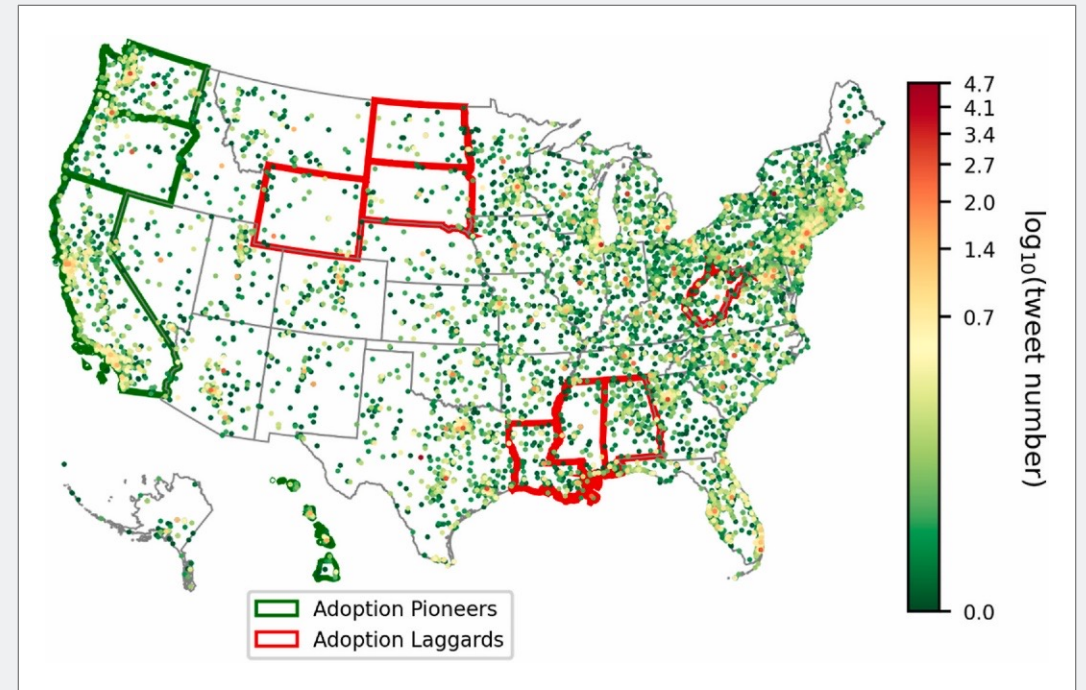 4.7
4.1
3.4
2.7
2.0
1.4
0.7
0.0
log₁₀(tweet number)
Adoption Pioneers
Adoption Laggards